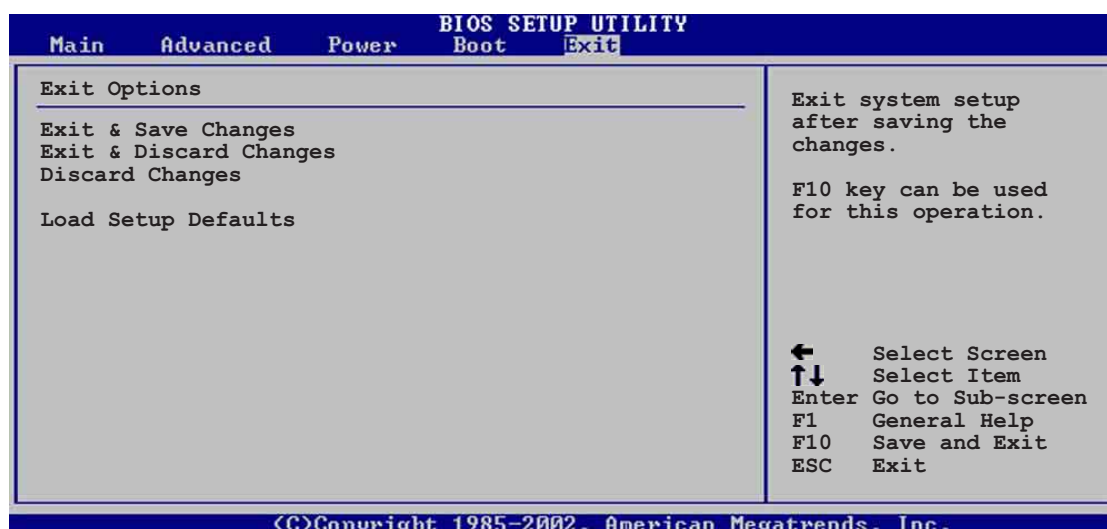 BIOS SETUP UTILITY
Main Advanced Power Boot Exit
Exit Options
Exit & Save Changes
Exit & Discard Changes
Discard Changes
Load Setup Defaults
Exit system setup
after saving the
changes.
F10 key can be used
for this operation.
← Select Screen
↑↓ Select Item
Enter Go to Sub-screen
F1 General Help
F10 Save and Exit
ESC Exit
(C)Copyright 1985-2002, American Megatrends, Inc.